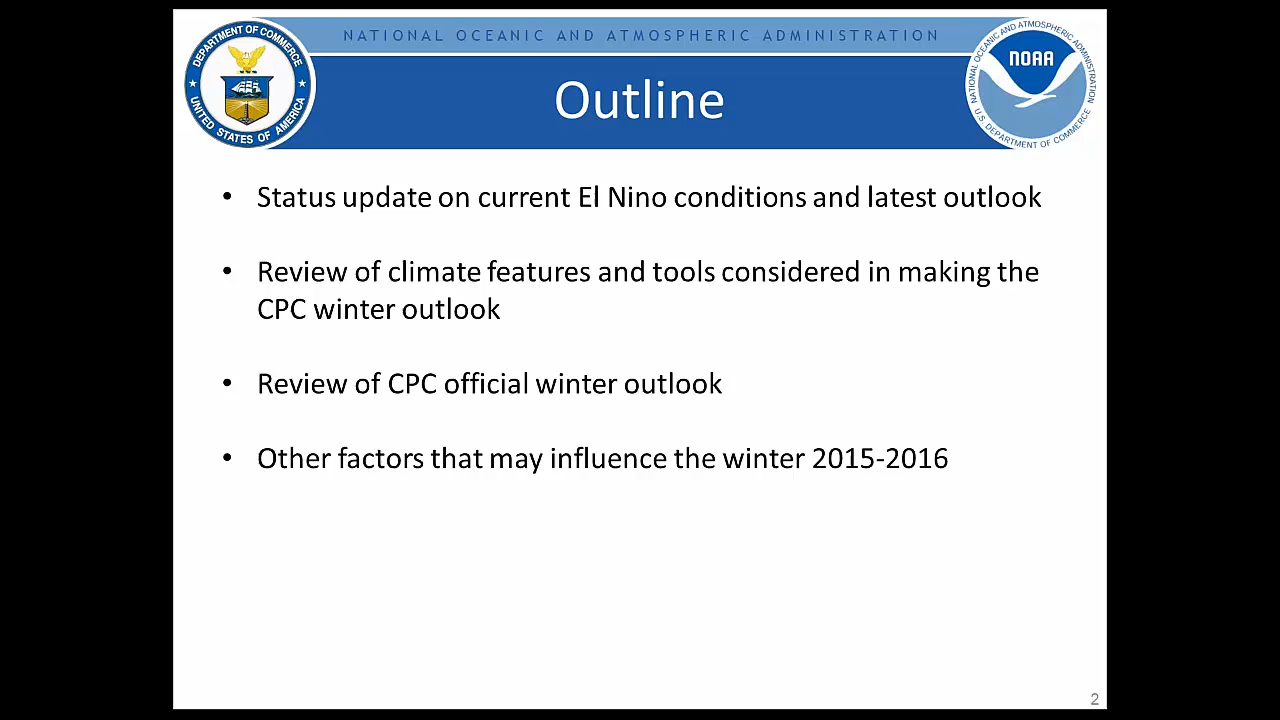 NATIONAL OCEANIC AND ATMOSPHERIC ADMINISTRATION
DEPARTMENT OF COMMERCE
UNITED STATES OF AMERICA
Outline
NATIONAL OCEANIC AND ATMOSPHERIC ADMINISTRATION
NOAA
U.S. DEPARTMENT OF COMMERCE
• Status update on current El Nino conditions and latest outlook
• Review of climate features and tools considered in making the
CPC winter outlook
• Review of CPC official winter outlook
• Other factors that may influence the winter 2015-2016
2